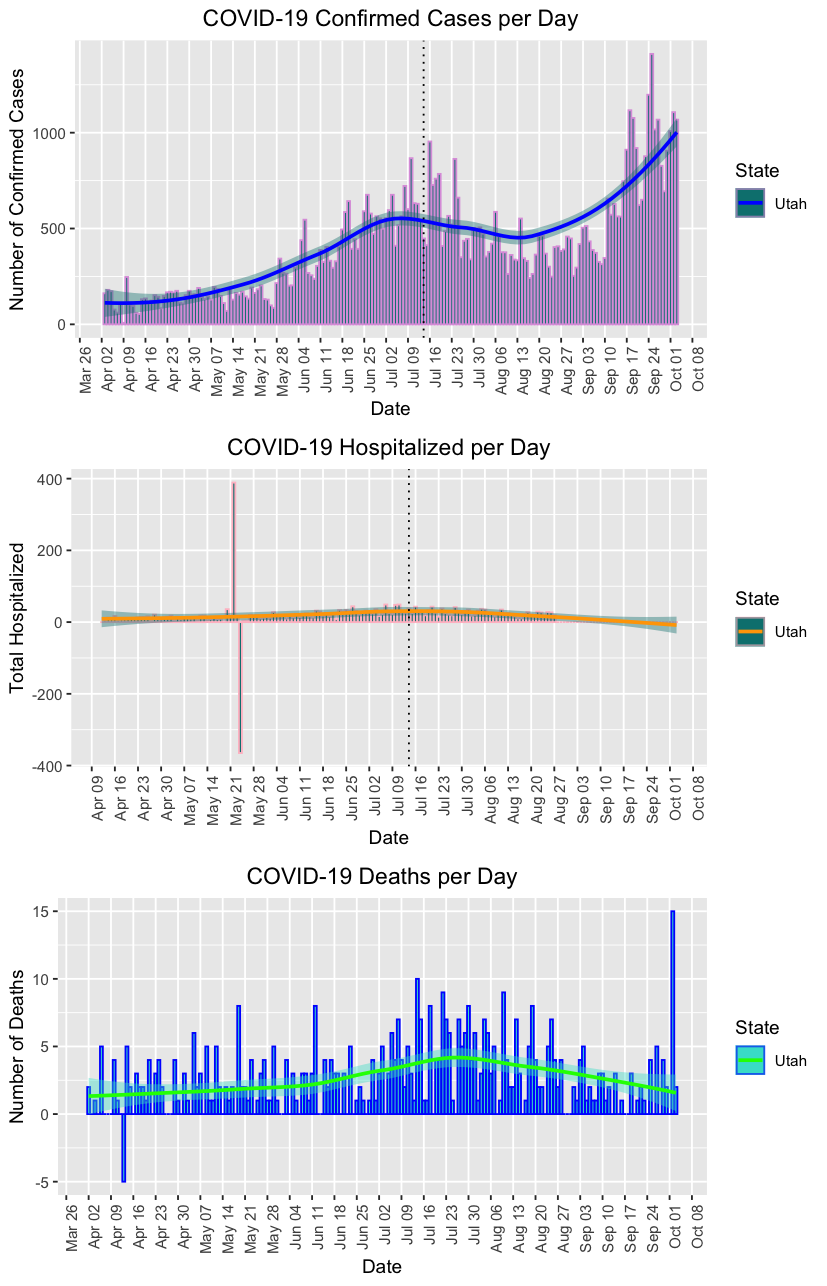 COVID-19 Confirmed Cases per Day
Number of Confirmed Cases
1000
500
0
Mar 26
Apr 02
Apr 09
Apr 16
Apr 23
Apr 30
May 07
May 14
May 21
May 28
Jun 04
Jun 11
Jun 18
Jun 25
Jul 02
Jul 09
Jul 16
Jul 23
Jul 30
Aug 06
Aug 13
Aug 20
Aug 27
Sep 03
Sep 10
Sep 17
Sep 24
Oct 01
Oct 08
Date
State
Utah
COVID-19 Hospitalized per Day
Total Hospitalized
400
200
0
-200
-400
Apr 09
Apr 16
Apr 23
Apr 30
May 07
May 14
May 21
May 28
Jun 04
Jun 11
Jun 18
Jun 25
Jul 02
Jul 09
Jul 16
Jul 23
Jul 30
Aug 06
Aug 13
Aug 20
Aug 27
Sep 03
Sep 10
Sep 17
Sep 24
Oct 01
Oct 08
Date
State
Utah
COVID-19 Deaths per Day
Number of Deaths
15
10
5
0
-5
Mar 26
Apr 02
Apr 09
Apr 16
Apr 23
Apr 30
May 07
May 14
May 21
May 28
Jun 04
Jun 11
Jun 18
Jun 25
Jul 02
Jul 09
Jul 16
Jul 23
Jul 30
Aug 06
Aug 13
Aug 20
Aug 27
Sep 03
Sep 10
Sep 17
Sep 24
Oct 01
Oct 08
Date
State
Utah